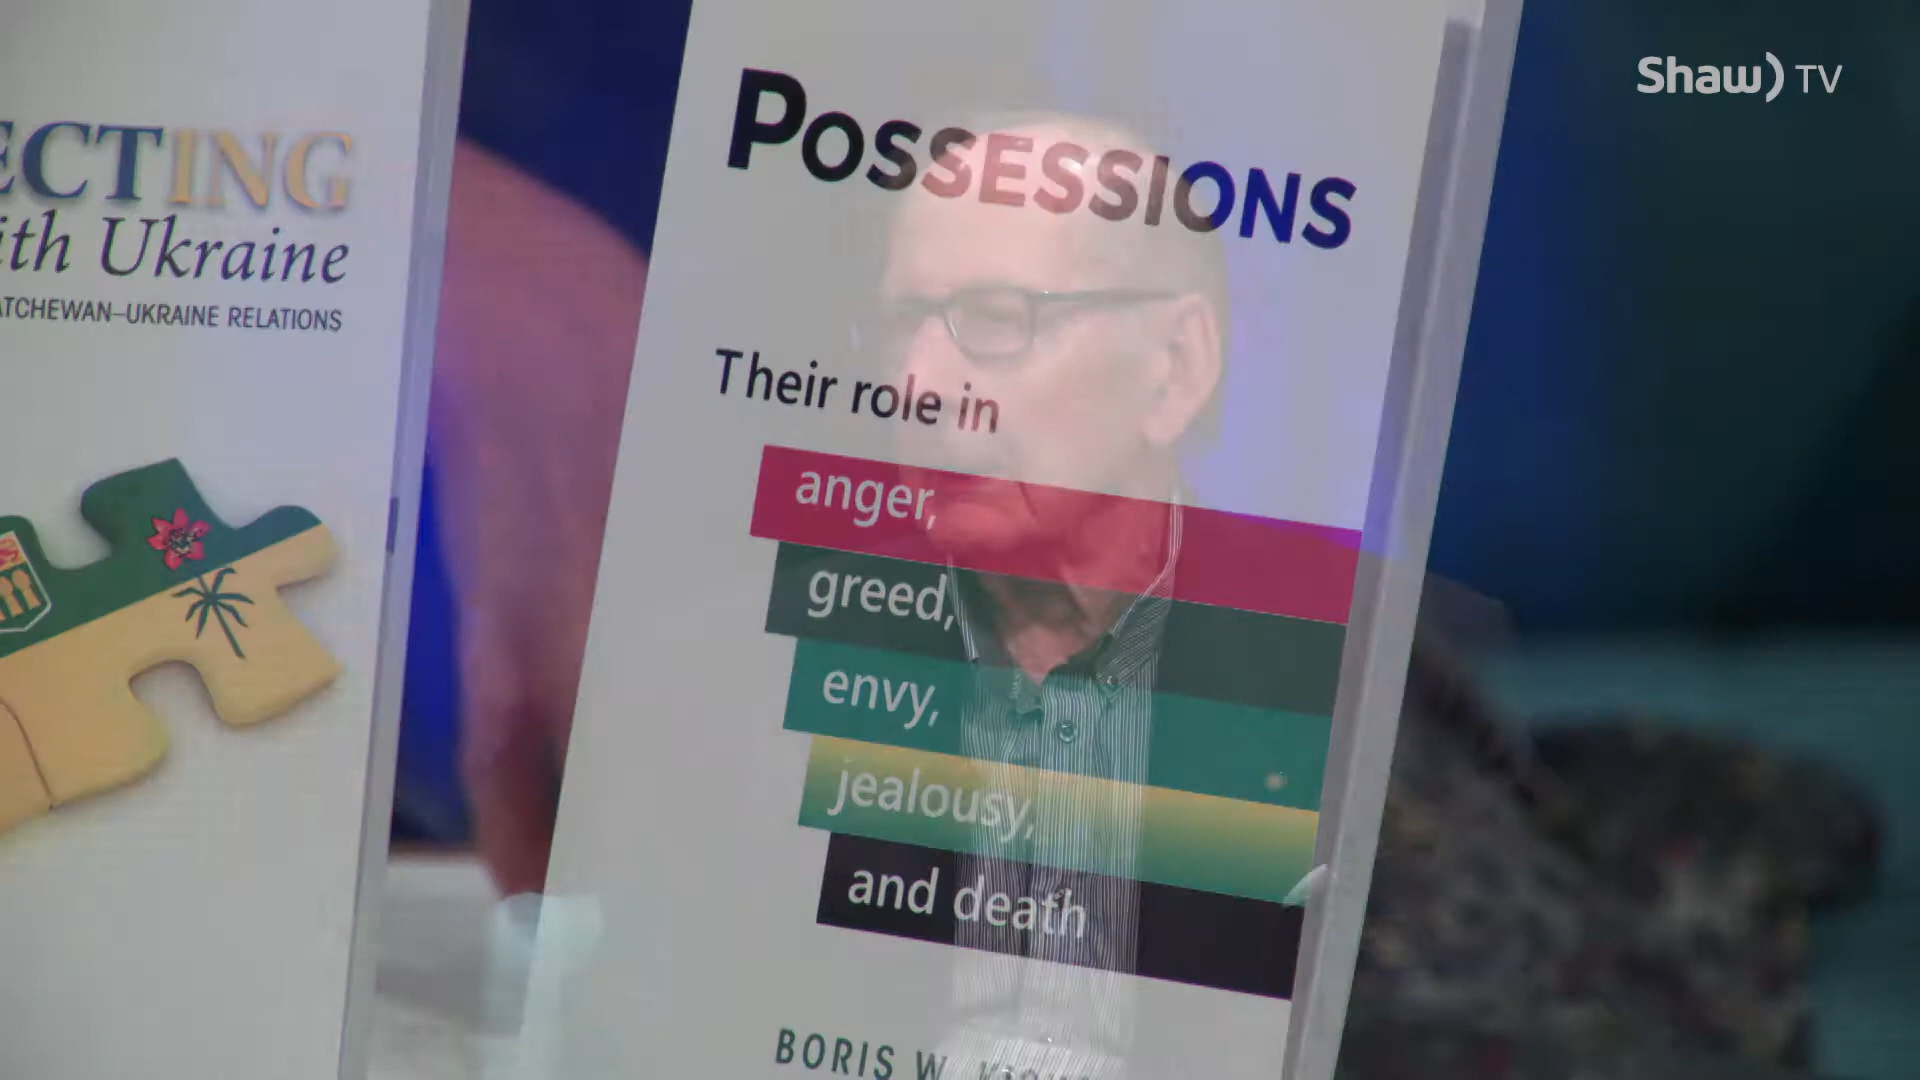 Shaw) TV
ECTING
ith Ukraine
ATCHEWAN–UKRAINE RELATIONS
POSSESSIONS
Their role in
anger,
greed,
envy,
jealousy,
and death
BORIS W.